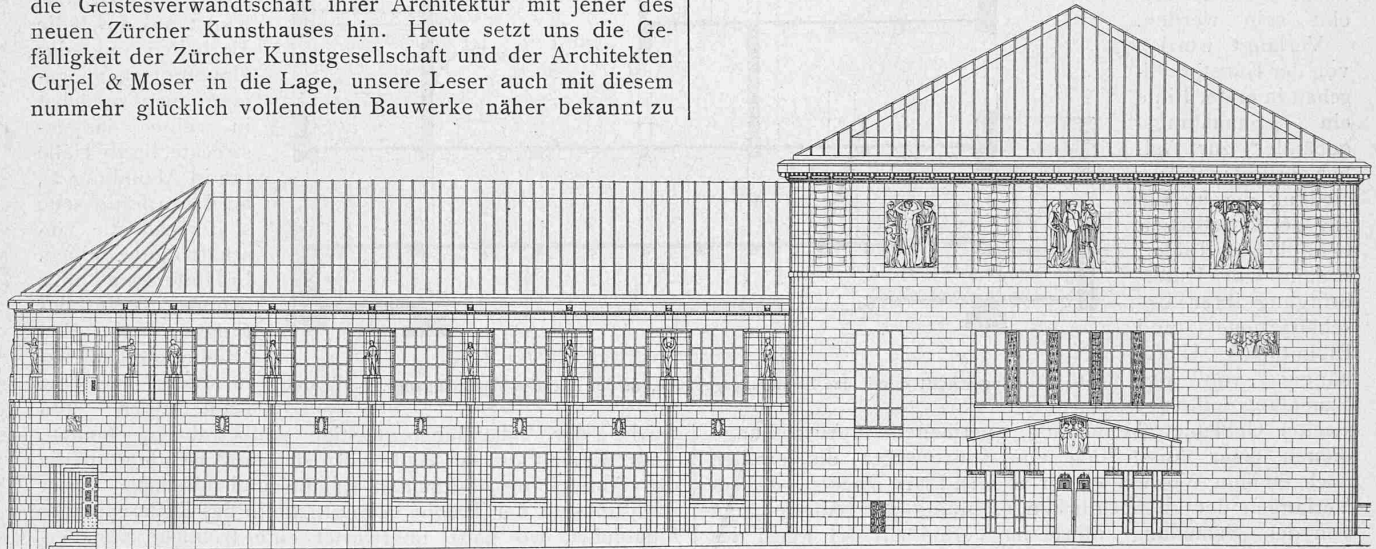 die Geistesverwandtschaft ihrer Architektur mit jener des
neuen Zürcher Kunsthauses hin. Heute setzt uns die Ge-
fälligkeit der Zürcher Kunstgesellschaft und der Architekten
Curjel & Moser in die Lage, unsere Leser auch mit diesem
nunmehr glücklich vollendeten Bauwerke näher bekannt zu